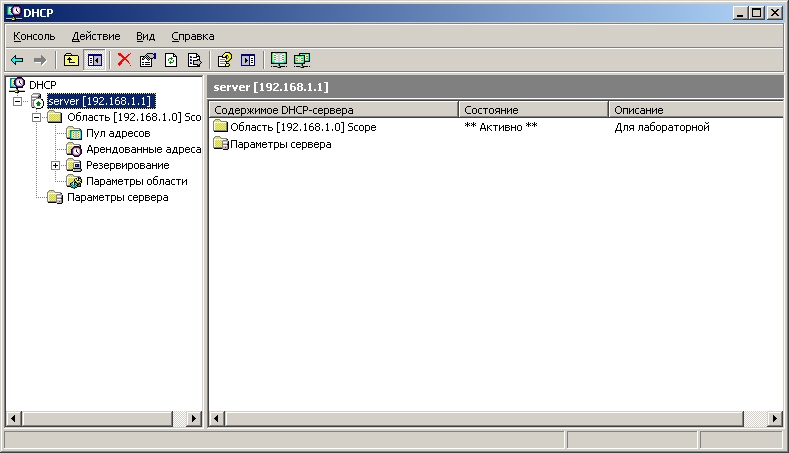 DHCP
Консоль Действие Вид Справка
DHCP
server [192.168.1.1]
Область [192.168.1.0] Sco
Пул адресов
Арендованные адреса
Резервирование
Параметры области
Параметры сервера
server [192.168.1.1]
Содержимое DHCP-сервера Состояние Описание
Область [192.168.1.0] Scope ** Активно ** Для лабораторной
Параметры сервера